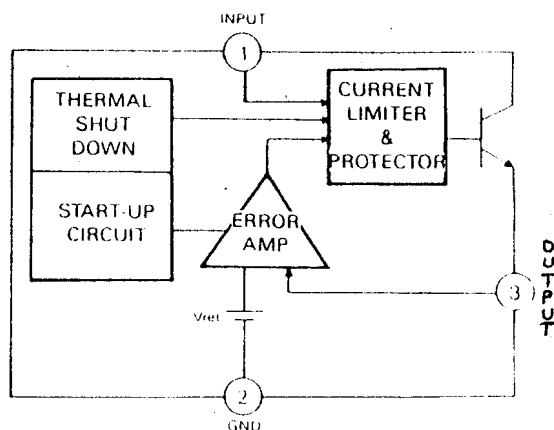 INPUT
1
THERMAL
SHUT
DOWN
CURRENT
LIMITER
&
PROTECTOR
START-UP
CIRCUIT
ERROR
AMP
3
OUTPUT
Vref
2
GND